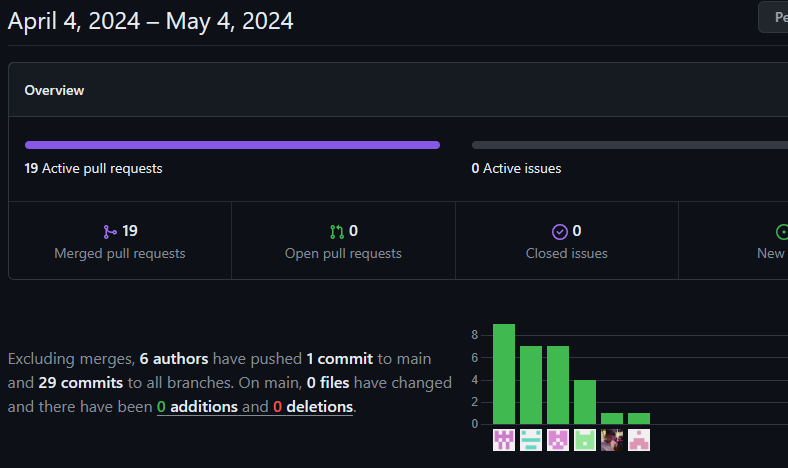 April 4, 2024 – May 4, 2024
Pe
Overview
19 Active pull requests
0 Active issues
19
Merged pull requests
0
Open pull requests
0
Closed issues
New
Excluding merges, 6 authors have pushed 1 commit to main
and 29 commits to all branches. On main, 0 files have changed
and there have been 0 additions and 0 deletions.
8
6
4
2
0